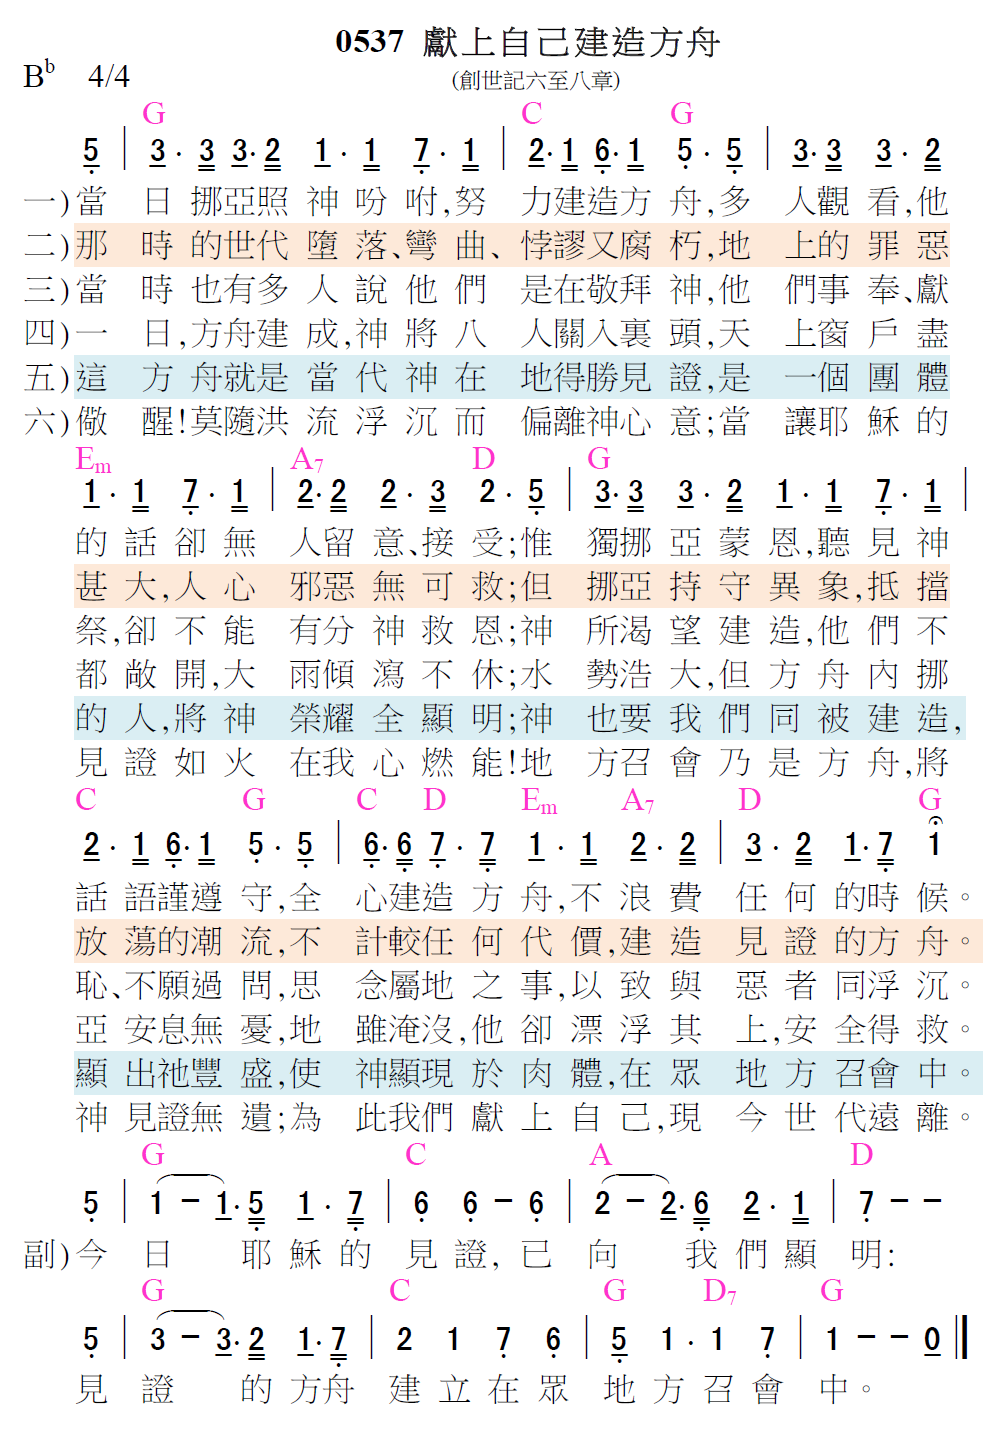 0537 獻上自己建造方舟
Bb 4/4 (創世記六至八章)
G C G
5 | 3 · 3 3· 2 1 · 1 7 · 1 | 2· 1 6· 1 5 · 5 | 3· 3 3 · 2
一)當 日 挪亞照 神 吩 咐,努 力建造方 舟,多 人觀 看,他
二)那 時 的世代 墮 落、彎 曲、 悖謬又腐 朽,地 上的 罪 惡
三)當 時 也有多 人 說 他 們 是在敬拜 神,他 們事 奉、獻
四)一 日,方舟建 成,神 將 八 人關入裏 頭,天 上窗 戶 盡
五)這 方 舟就是 當 代 神 在 地得勝見 證,是 一個 團 體
六)儆 醒!莫隨洪 流 浮 沉 而 偏離神心 意;當 讓耶 穌 的
Em A7 D G
1 · 1 7 · 1 | 2· 2 2 · 3 2 · 5 | 3· 3 3 · 2 1 · 1 7 · 1 |
的 話 卻 無 人留 意、接 受;惟 獨挪 亞 蒙 恩,聽 見 神
甚 大,人 心 邪惡 無 可 救;但 挪亞 持 守 異 象,抵 擋
祭,卻 不 能 有分 神 救 恩;神 所渴 望 建 造,他 們 不
都 敞 開,大 雨傾 瀉 不 休;水 勢浩 大,但 方 舟 內 挪
的 人,將 神 榮耀 全 顯 明;神 也要 我 們 同 被 建 造,
見 證 如 火 在我 心 燃 能!地 方召 會 乃 是 方 舟,將
C G C D Em A7 D G
2 · 1 6· 1 5 · 5 | 6· 6 7 · 7 1 · 1 2 · 2 | 3 · 2 1· 7 1
話 語謹遵 守,全 心建造 方 舟,不 浪 費 任 何 的時 候。
放 蕩的潮 流,不 計較任 何 代 價,建 造 見 證 的方 舟。
恥、不願過 問,思 念屬地 之 事,以 致 與 惡 者 同浮 沉。
亞 安息無 憂,地 雖淹沒,他 卻 漂 浮 其 上,安 全得 救。
顯 出祂豐 盛,使 神顯現 於 肉 體,在 眾 地 方 召會 中。
神 見證無 遺;為 此我們 獻 上 自 己,現 今 世 代遠 離。
G C A D
5 | 1 – 1· 5 1 · 7 | 6 6 – 6 | 2 – 2· 6 2 · 1 | 7 – –
副)今 日 耶 穌 的 見 證, 已 向 我 們 顯 明:
G C G D7 G
5 | 3 – 3· 2 1· 7 | 2 1 7 6 | 5 1 · 1 7 | 1 – – 0 ‖
見 證 的 方舟 建 立 在 眾 地 方 召 會 中。